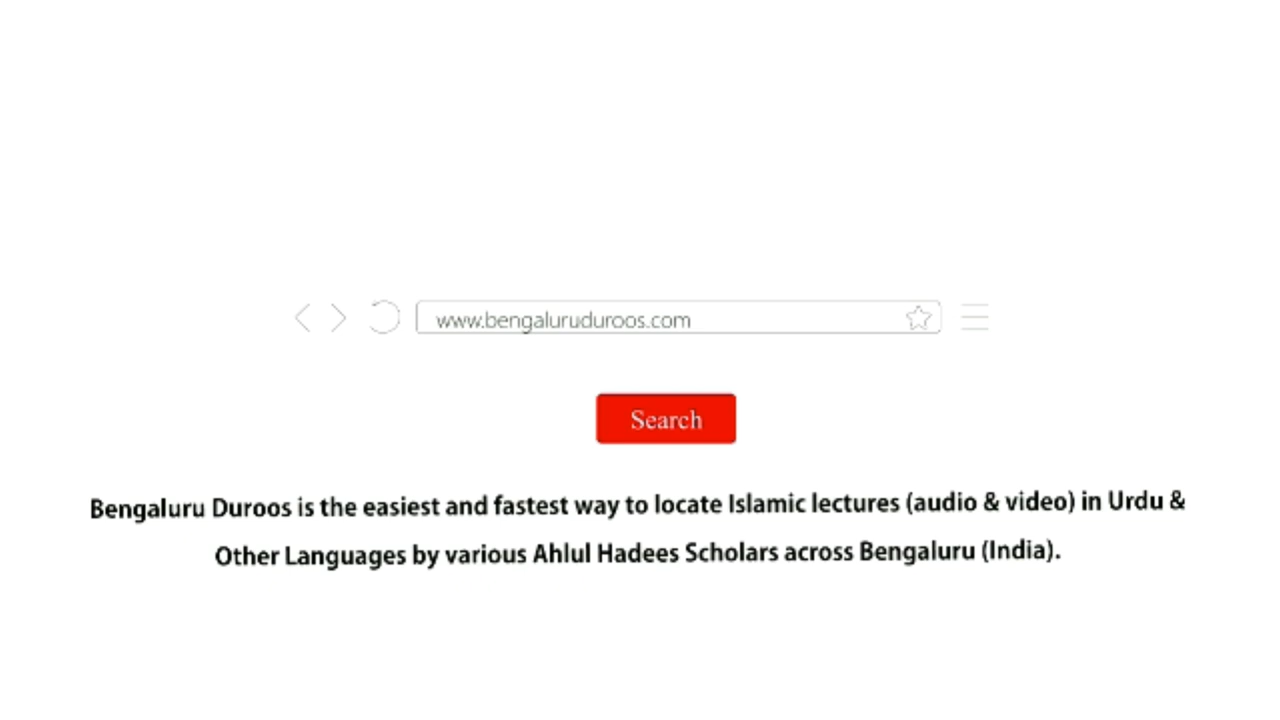 www.bengaluruduroos.com
Search
Bengaluru Duroos is the easiest and fastest way to locate Islamic lectures (audio & video) in Urdu &
Other Languages by various Ahlul Hadees Scholars across Bengaluru (India).